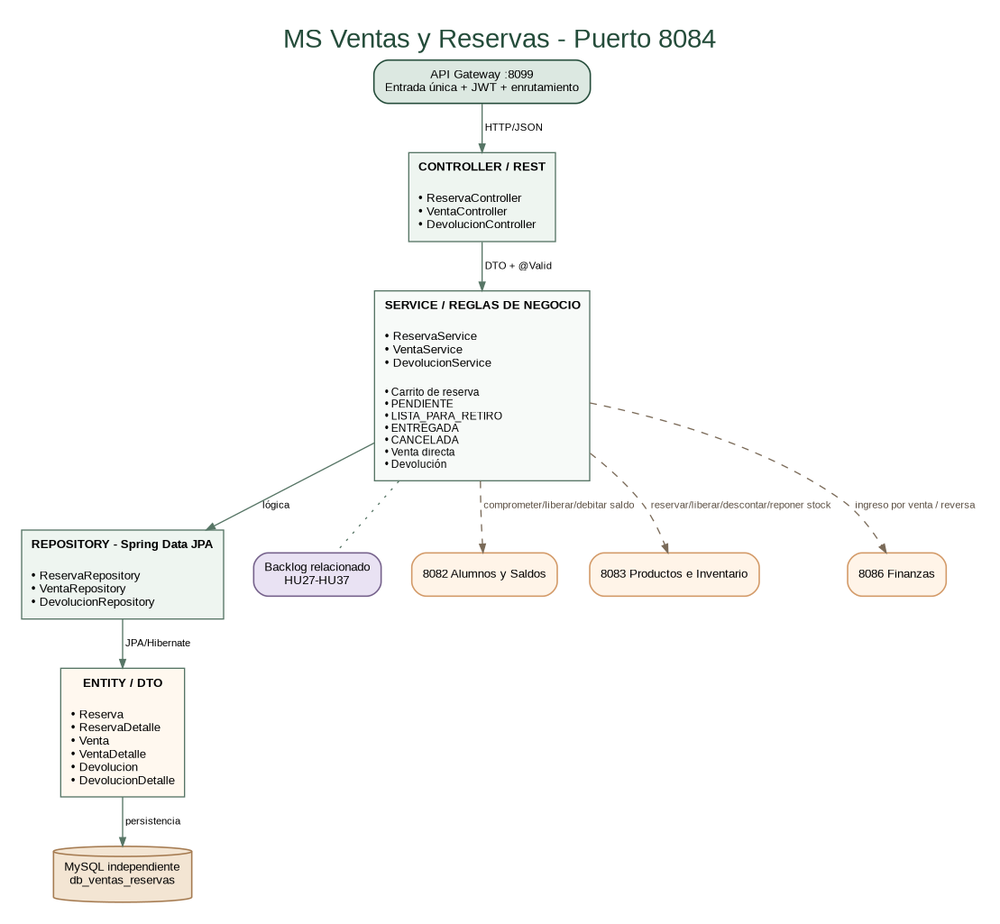 MS Ventas y Reservas - Puerto 8084
API Gateway :8099
Entrada única + JWT + enrutamiento
HTTP/JSON
CONTROLLER / REST
• ReservaController
• VentaController
• DevolucionController
DTO + @Valid
SERVICE / REGLAS DE NEGOCIO
• ReservaService
• VentaService
• DevolucionService
• Carrito de reserva
• PENDIENTE
• LISTA_PARA_RETIRO
• ENTREGADA
• CANCELADA
• Venta directa
• Devolución
lógica
comprometer/liberar/debitar saldo
reservar/liberar/descontar/reponer stock
ingreso por venta / reversa
REPOSITORY - Spring Data JPA
• ReservaRepository
• VentaRepository
• DevolucionRepository
Backlog relacionado
HU27-HU37
8082 Alumnos y Saldos
8083 Productos e Inventario
8086 Finanzas
JPA/Hibernate
ENTITY / DTO
• Reserva
• ReservaDetalle
• Venta
• VentaDetalle
• Devolucion
• DevolucionDetalle
persistencia
MySQL independiente
db_ventas_reservas